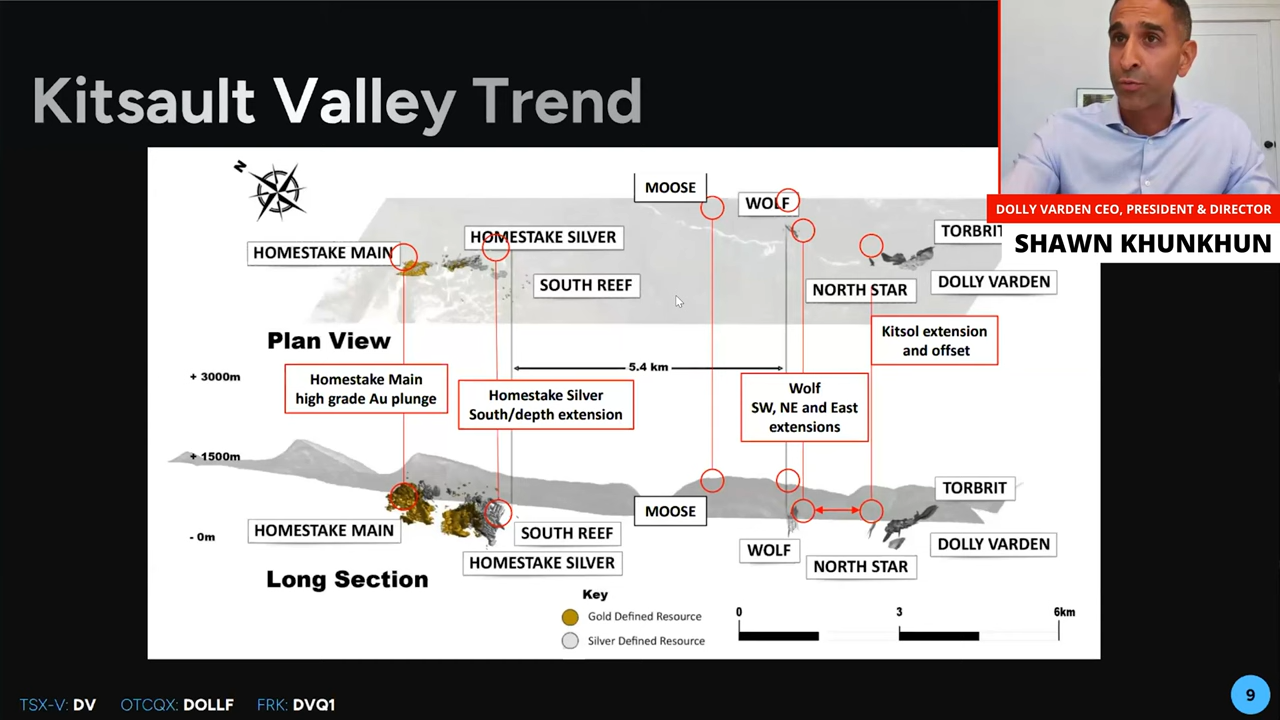 Kitsault Valley Trend
DOLLY VARDEN CEO, PRESIDENT & DIRECTOR
SHAWN KHUNKHUN
N
MOOSE
WOLF
HOMESTAKE MAIN
HOMESTAKE SILVER
TORBRIT
SOUTH REEF
NORTH STAR
DOLLY VARDEN
Plan View
Kitsol extension
and offset
5.4 km
+ 3000m
Homestake Main
high grade Au plunge
Homestake Silver
South/depth extension
Wolf
SW, NE and East
extensions
+ 1500m
TORBRIT
MOOSE
HOMESTAKE MAIN
SOUTH REEF
- 0m
WOLF
DOLLY VARDEN
HOMESTAKE SILVER
NORTH STAR
Long Section
Key
Gold Defined Resource
Silver Defined Resource
0 3 6km
TSX-V: DV OTCQX: DOLLF FRK: DVQ1
9